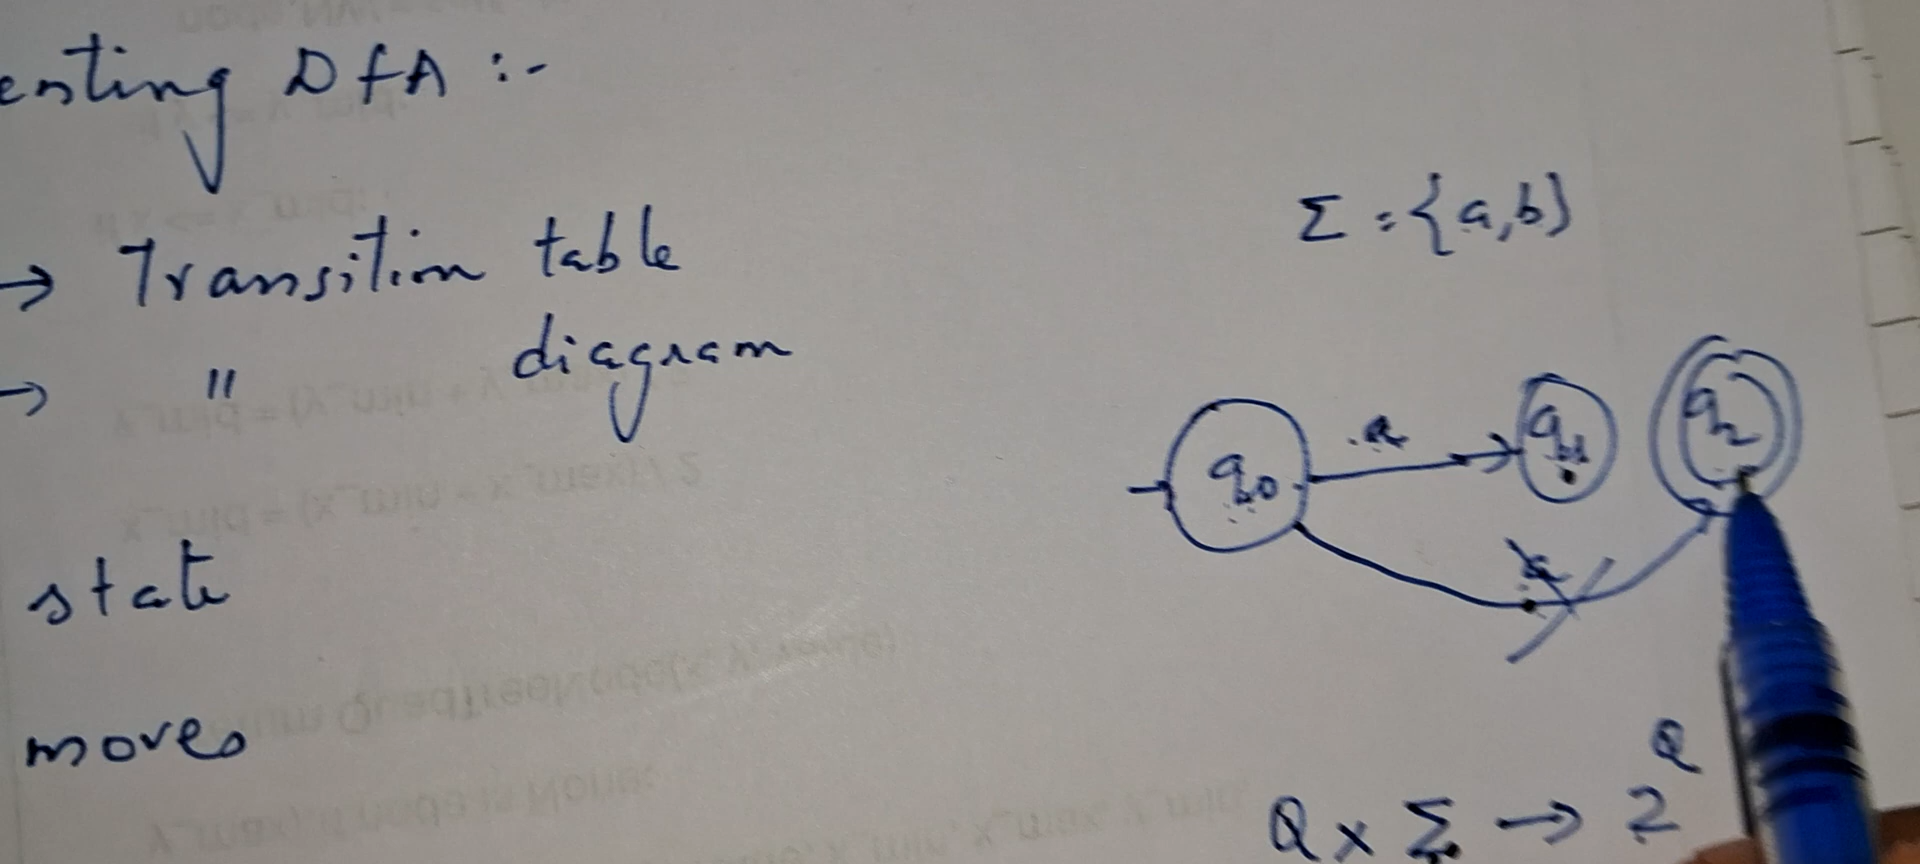 enting DfA :-
→ Transition table
→ " diagram
state
moves
Σ = {a,b}
q0
a
q1
q2
Q x Σ → 2^Q